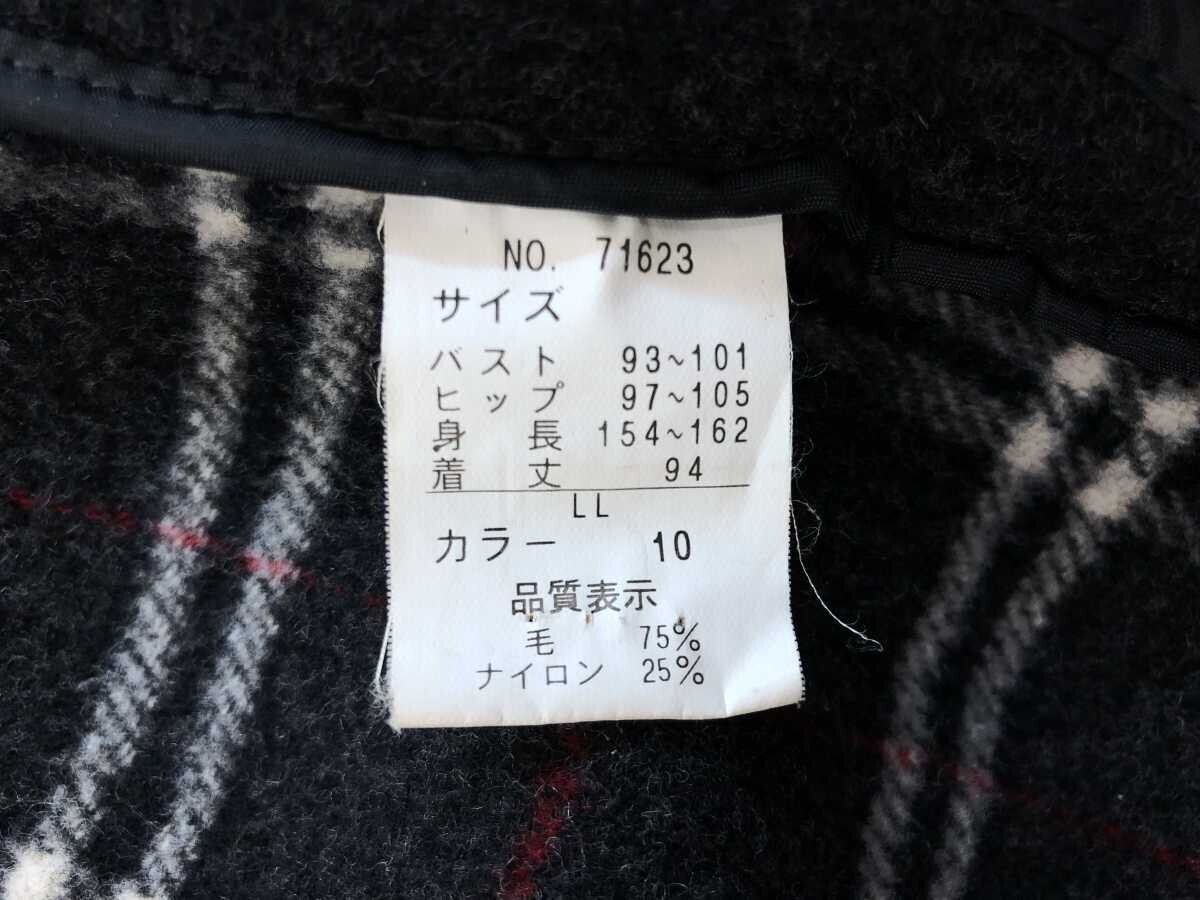 NO. 71623
サイズ
バスト 93~101
ヒップ 97~105
身長 154~162
着丈 94
LL
カラー 10
品質表示
毛 75%
ナイロン 25%